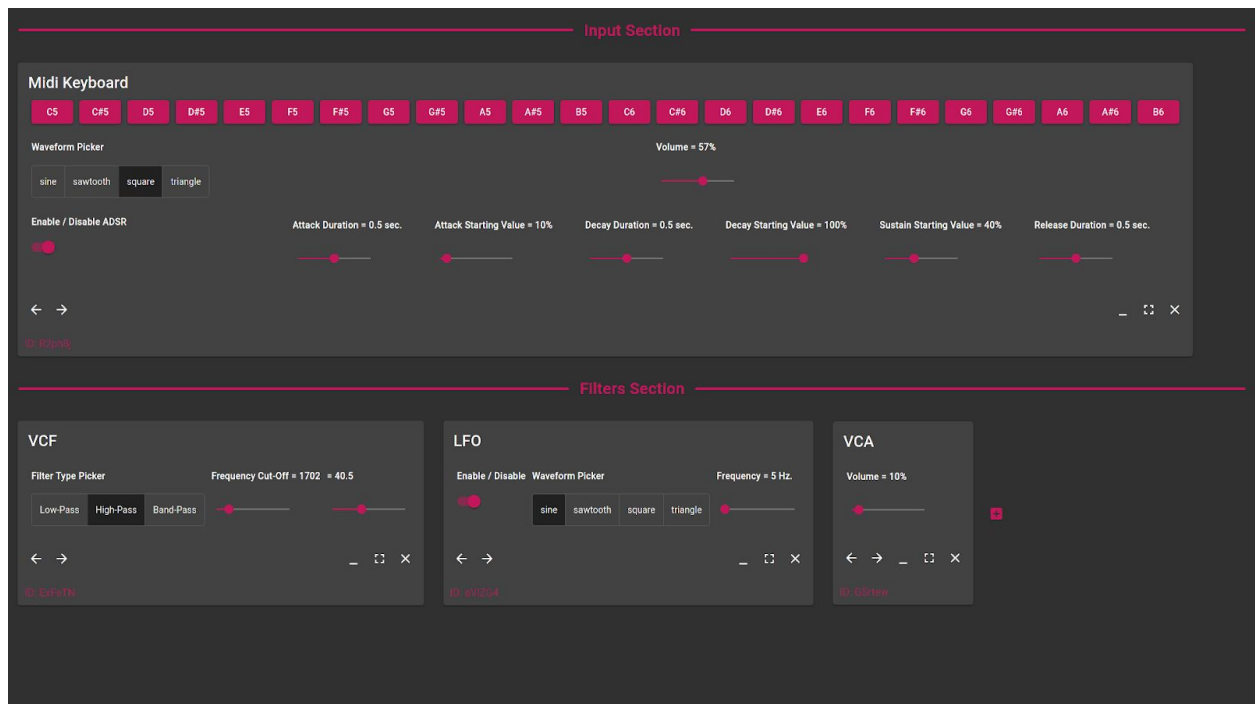 Input Section
Midi Keyboard
C5 C#5 D5 D#5 E5 F5 F#5 G5 G#5 A5 A#5 B5 C6 C#6 D6 D#6 E6 F6 F#6 G6 G#6 A6 A#6 B6
Waveform Picker Volume = 57%
sine sawtooth square triangle
Enable / Disable ADSR Attack Duration = 0.5 sec. Attack Starting Value = 10% Decay Duration = 0.5 sec. Decay Starting Value = 100% Sustain Starting Value = 40% Release Duration = 0.5 sec.
ID:
Filters Section
VCF LFO VCA
Filter Type Picker Frequency Cut-Off = 1702 = 40.5 Enable / Disable Waveform Picker Frequency = 5 Hz. Volume = 10%
Low-Pass High-Pass Band-Pass sine sawtooth square triangle
ID: ID: ID: